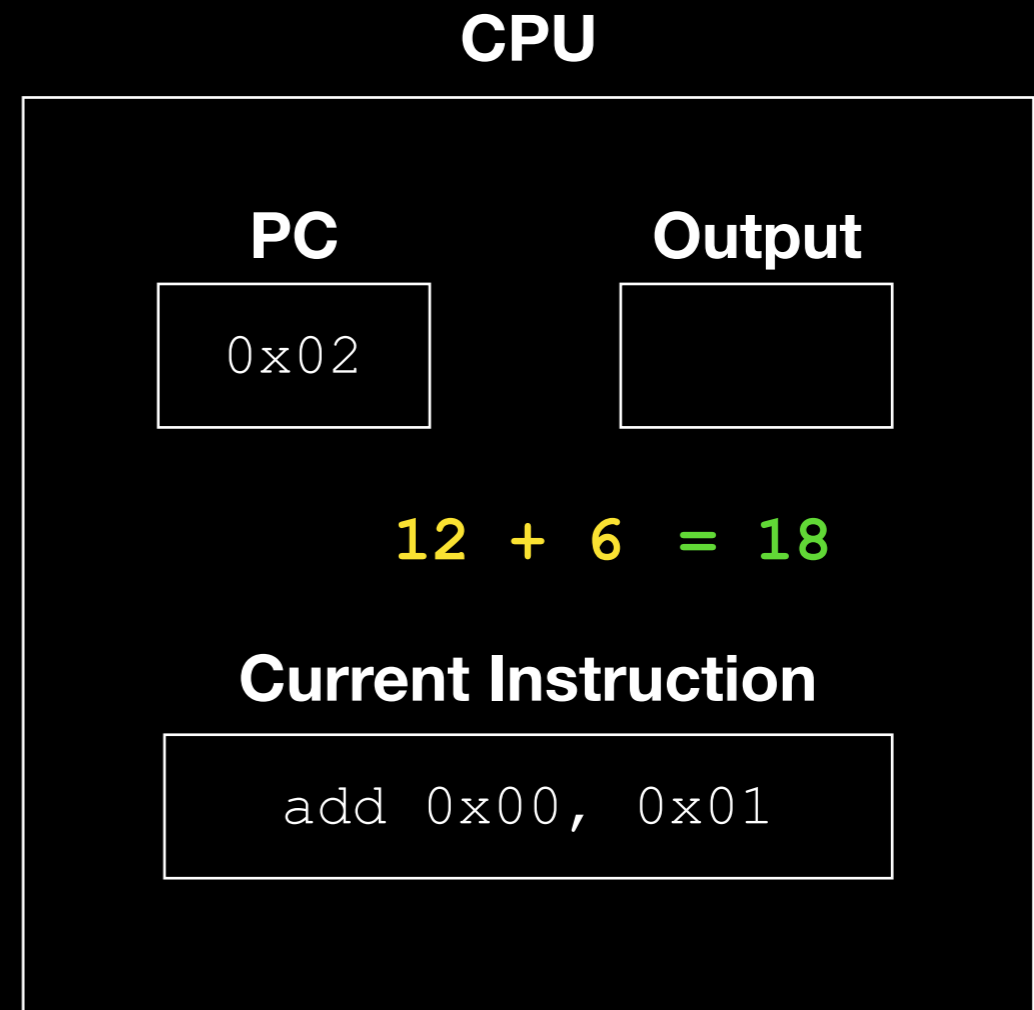 CPU
PC
Output
0x02
12 + 6 = 18
Current Instruction
add 0x00, 0x01